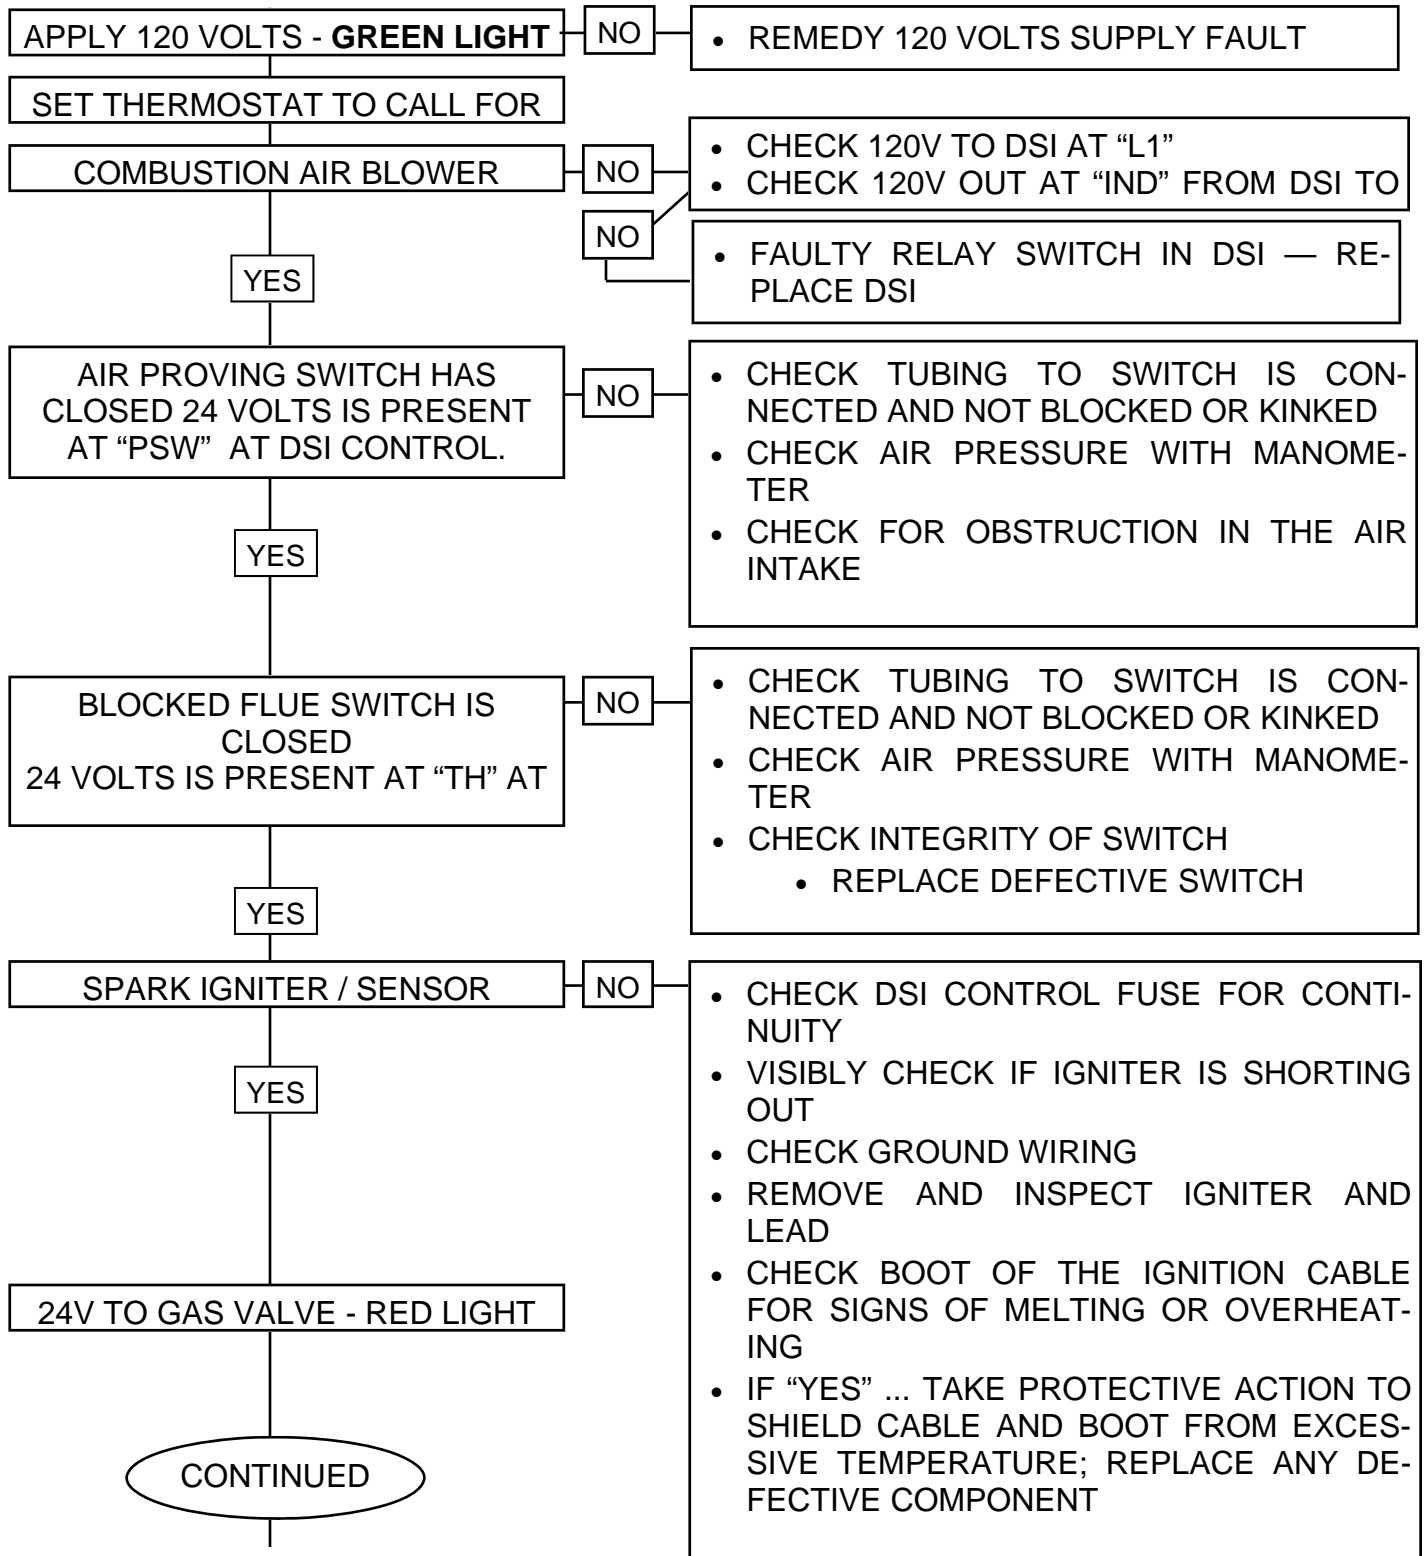 APPLY 120 VOLTS - GREEN LIGHT
NO
• REMEDY 120 VOLTS SUPPLY FAULT
SET THERMOSTAT TO CALL FOR
COMBUSTION AIR BLOWER
NO
• CHECK 120V TO DSI AT “L1”
• CHECK 120V OUT AT “IND” FROM DSI TO
NO
• FAULTY RELAY SWITCH IN DSI — RE-
PLACE DSI
YES
AIR PROVING SWITCH HAS
CLOSED 24 VOLTS IS PRESENT
AT “PSW” AT DSI CONTROL.
NO
• CHECK TUBING TO SWITCH IS CON-
NECTED AND NOT BLOCKED OR KINKED
• CHECK AIR PRESSURE WITH MANOME-
TER
• CHECK FOR OBSTRUCTION IN THE AIR
INTAKE
YES
BLOCKED FLUE SWITCH IS
CLOSED
24 VOLTS IS PRESENT AT “TH” AT
NO
• CHECK TUBING TO SWITCH IS CON-
NECTED AND NOT BLOCKED OR KINKED
• CHECK AIR PRESSURE WITH MANOME-
TER
• CHECK INTEGRITY OF SWITCH
• REPLACE DEFECTIVE SWITCH
YES
SPARK IGNITER / SENSOR
NO
• CHECK DSI CONTROL FUSE FOR CONTI-
NUITY
• VISIBLY CHECK IF IGNITER IS SHORTING
OUT
• CHECK GROUND WIRING
• REMOVE AND INSPECT IGNITER AND
LEAD
• CHECK BOOT OF THE IGNITION CABLE
FOR SIGNS OF MELTING OR OVERHEAT-
ING
• IF “YES” ... TAKE PROTECTIVE ACTION TO
SHIELD CABLE AND BOOT FROM EXCES-
SIVE TEMPERATURE; REPLACE ANY DE-
FECTIVE COMPONENT
YES
24V TO GAS VALVE - RED LIGHT
CONTINUED